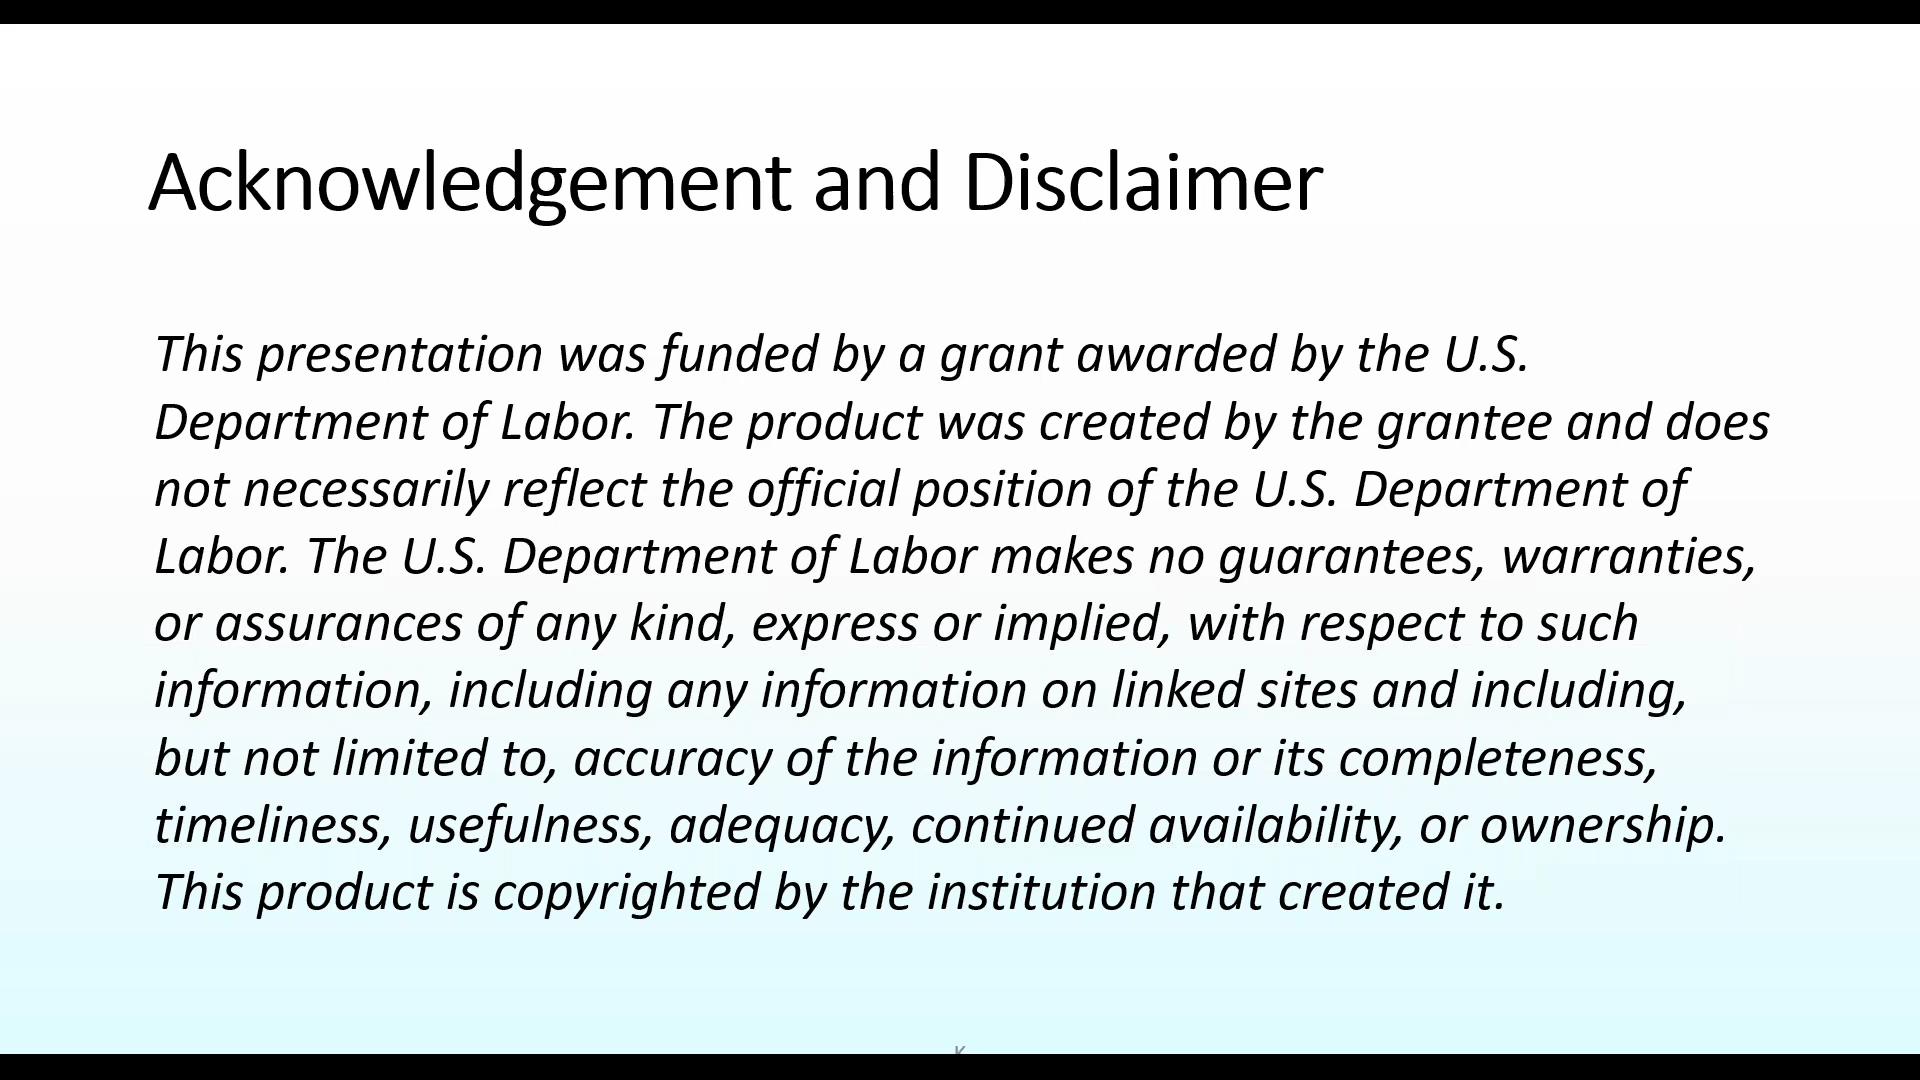 Acknowledgement and Disclaimer
This presentation was funded by a grant awarded by the U.S.
Department of Labor. The product was created by the grantee and does
not necessarily reflect the official position of the U.S. Department of
Labor. The U.S. Department of Labor makes no guarantees, warranties,
or assurances of any kind, express or implied, with respect to such
information, including any information on linked sites and including,
but not limited to, accuracy of the information or its completeness,
timeliness, usefulness, adequacy, continued availability, or ownership.
This product is copyrighted by the institution that created it.